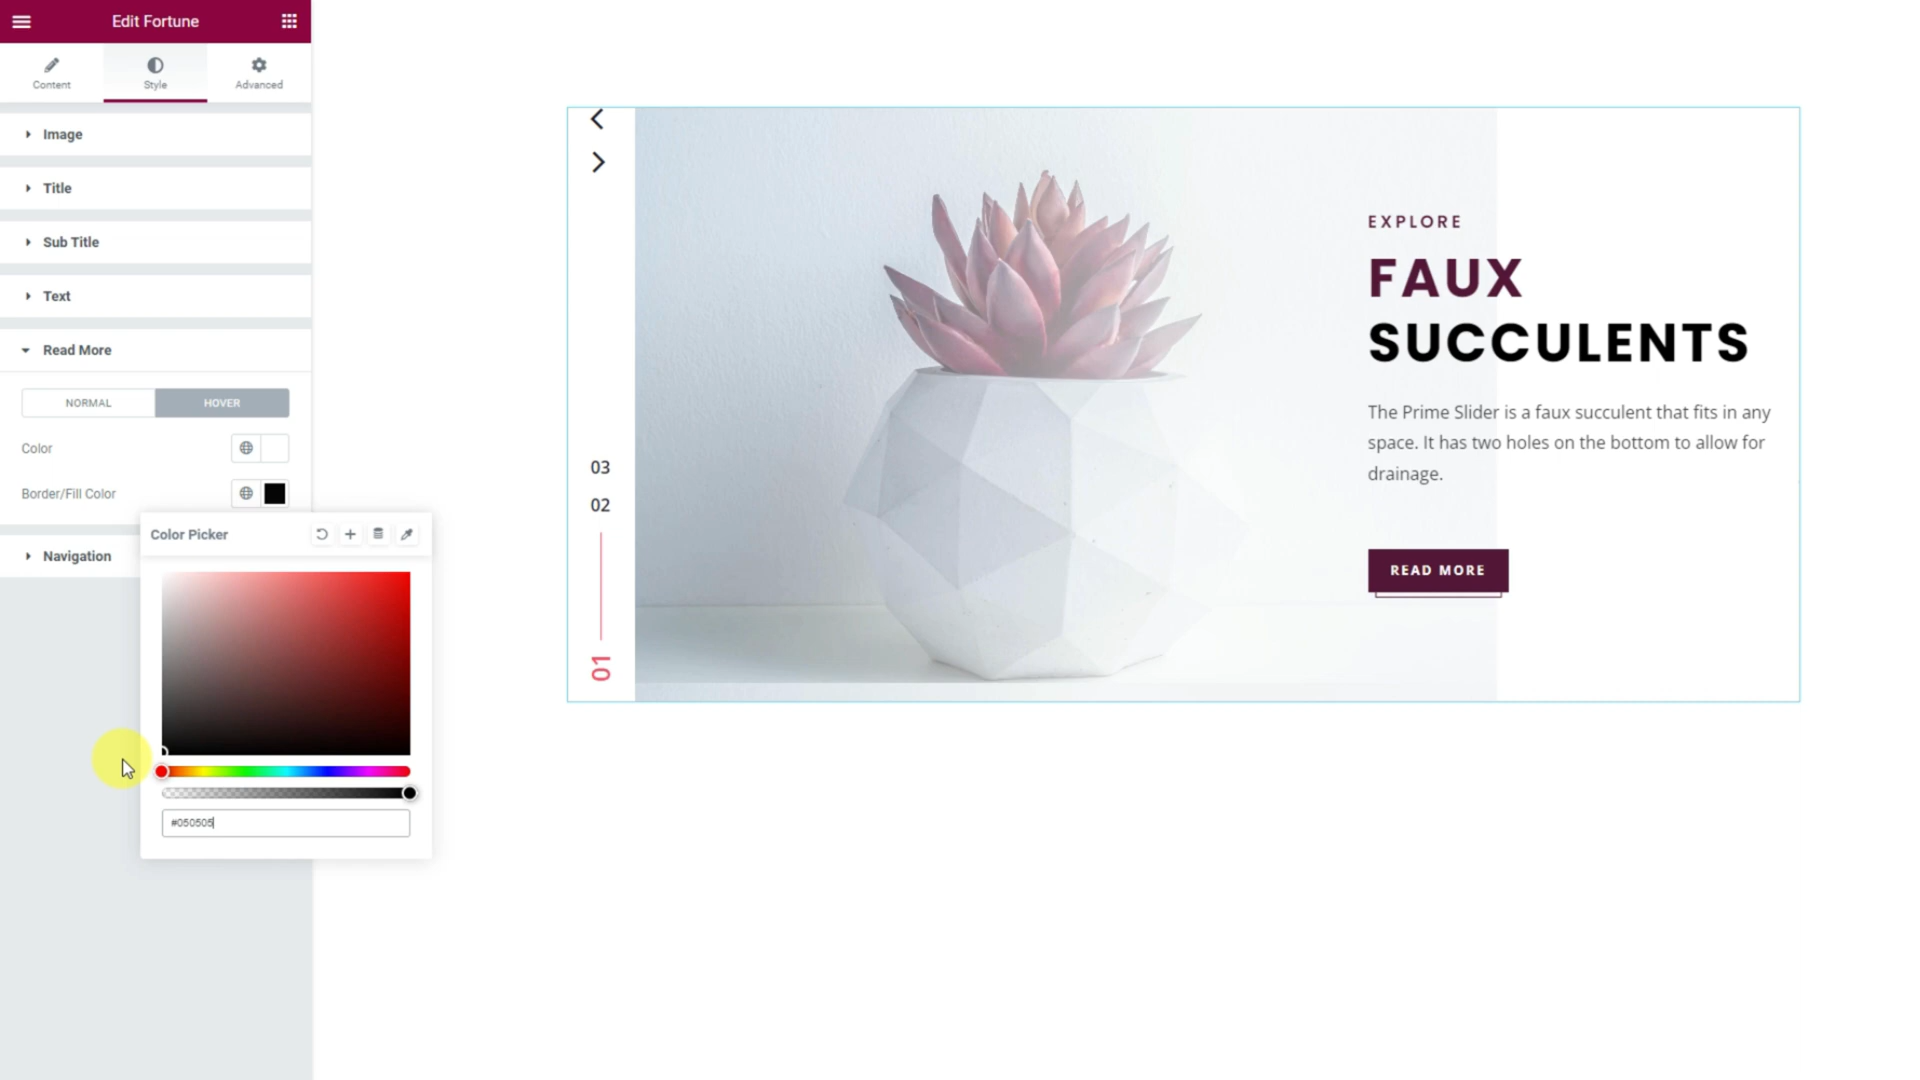 Edit Fortune
Content
Style
Advanced
Image
Title
Sub Title
Text
Read More
NORMAL
HOVER
Color
Border/Fill Color
Color Picker
Navigation
#050505
03
02
01
EXPLORE
FAUX
SUCCULENTS
The Prime Slider is a faux succulent that fits in any
space. It has two holes on the bottom to allow for
drainage.
READ MORE